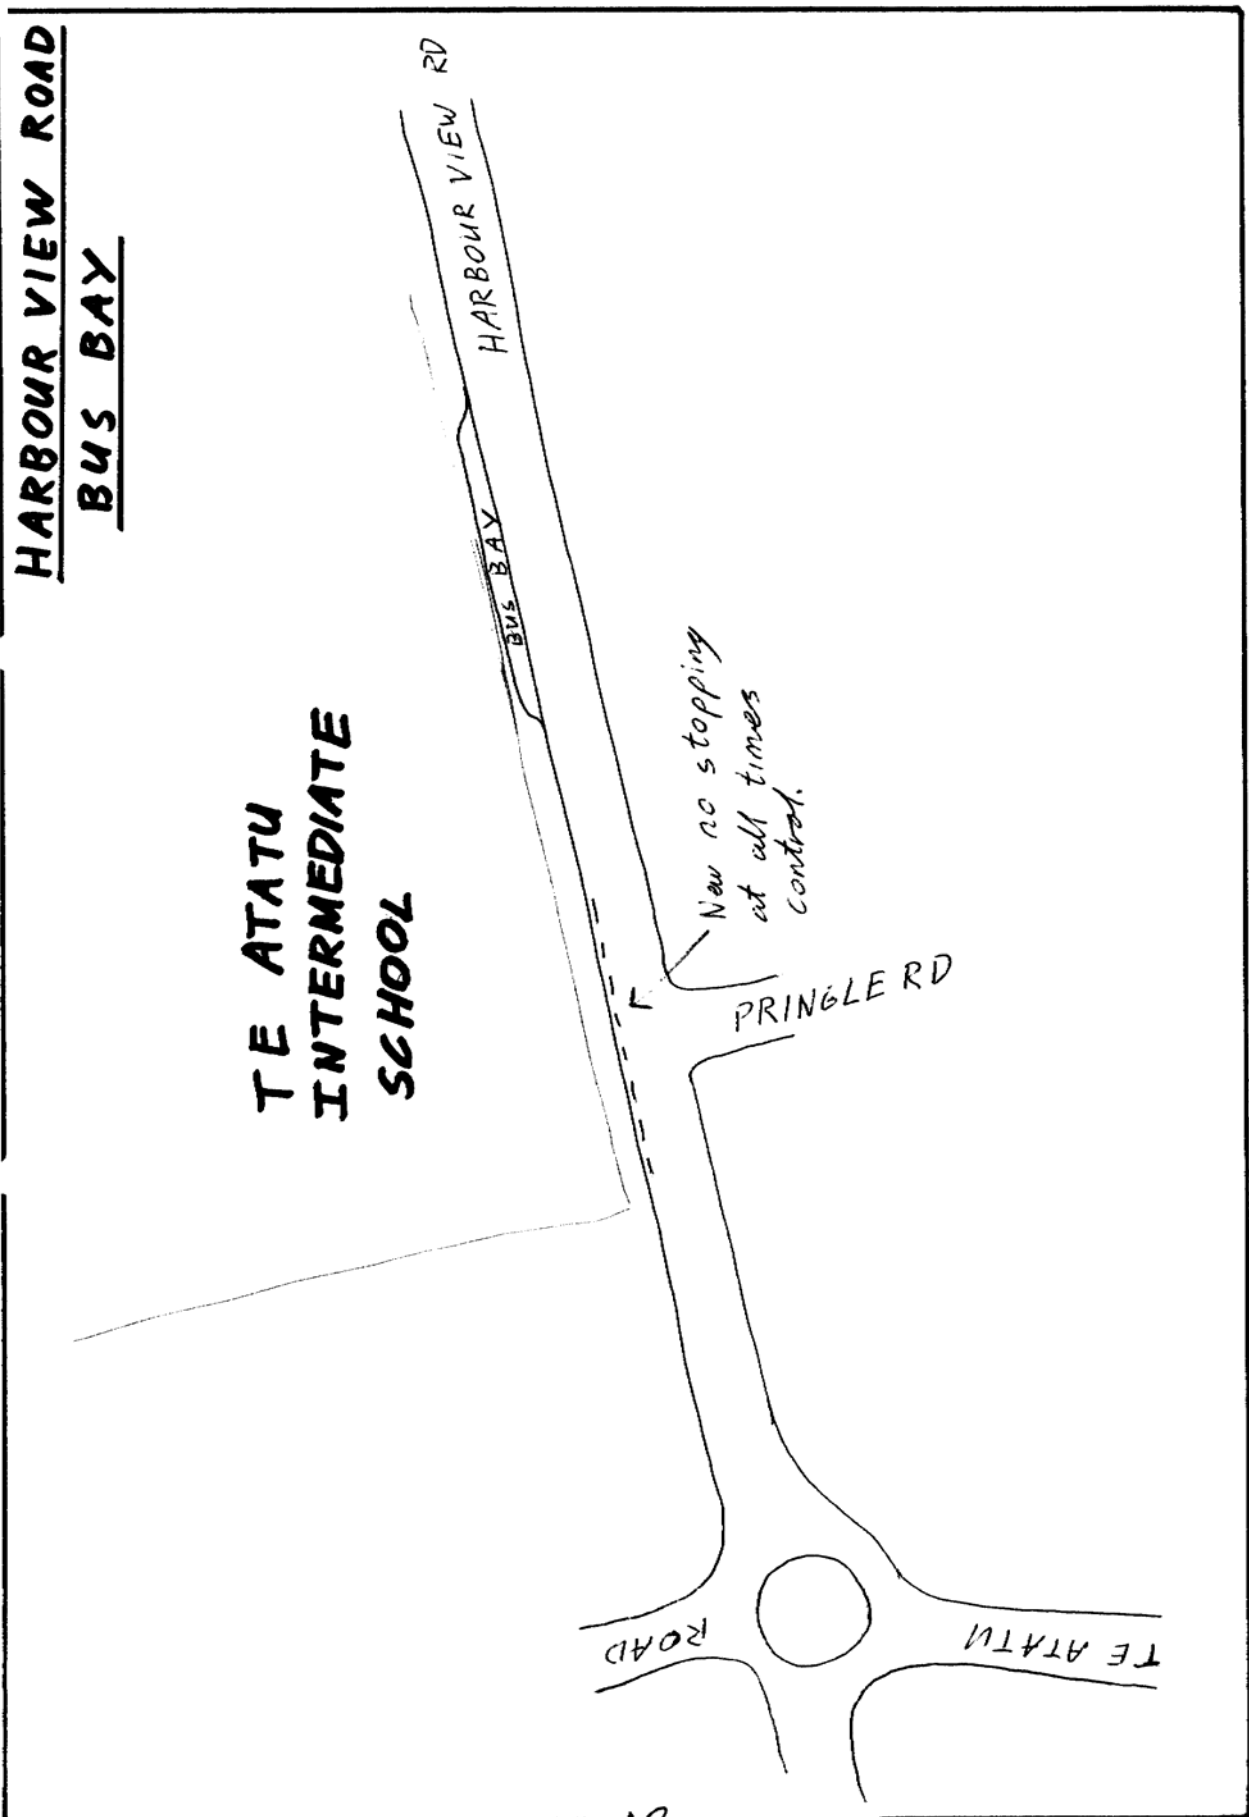 HARBOUR VIEW ROAD
BUS BAY
HARBOUR VIEW RD
BUS BAY
TE ATATU
INTERMEDIATE
SCHOOL
New no stopping
at all times
control.
PRINGLE RD
TE ATATU
ROAD